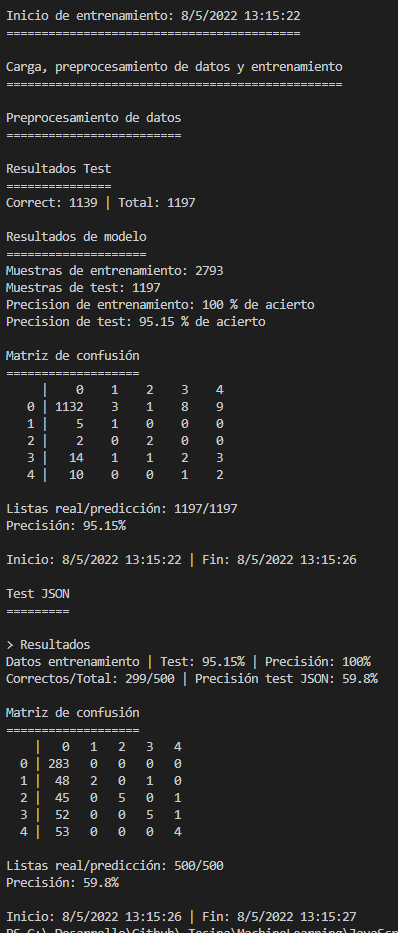 Inicio de entrenamiento: 8/5/2022 13:15:22
==========================================
Carga, preprocesamiento de datos y entrenamiento
================================================
Preprocesamiento de datos
=========================
Resultados Test
===============
Correct: 1139 | Total: 1197
Resultados de modelo
====================
Muestras de entrenamiento: 2793
Muestras de test: 1197
Precision de entrenamiento: 100 % de acierto
Precision de test: 95.15 % de acierto
Matriz de confusión
===================
| 0 1 2 3 4
0 | 1132 3 1 8 9
1 | 5 1 0 0 0
2 | 2 0 2 0 0
3 | 14 1 1 2 3
4 | 10 0 0 1 2
Listas real/predicción: 1197/1197
Precisión: 95.15%
Inicio: 8/5/2022 13:15:22 | Fin: 8/5/2022 13:15:26
Test JSON
=========
> Resultados
Datos entrenamiento | Test: 95.15% | Precisión: 100%
Correctos/Total: 299/500 | Precisión test JSON: 59.8%
Matriz de confusión
===================
| 0 1 2 3 4
0 | 283 0 0 0 0
1 | 48 2 0 1 0
2 | 45 0 5 0 1
3 | 52 0 0 5 1
4 | 53 0 0 0 4
Listas real/predicción: 500/500
Precisión: 59.8%
Inicio: 8/5/2022 13:15:26 | Fin: 8/5/2022 13:15:27